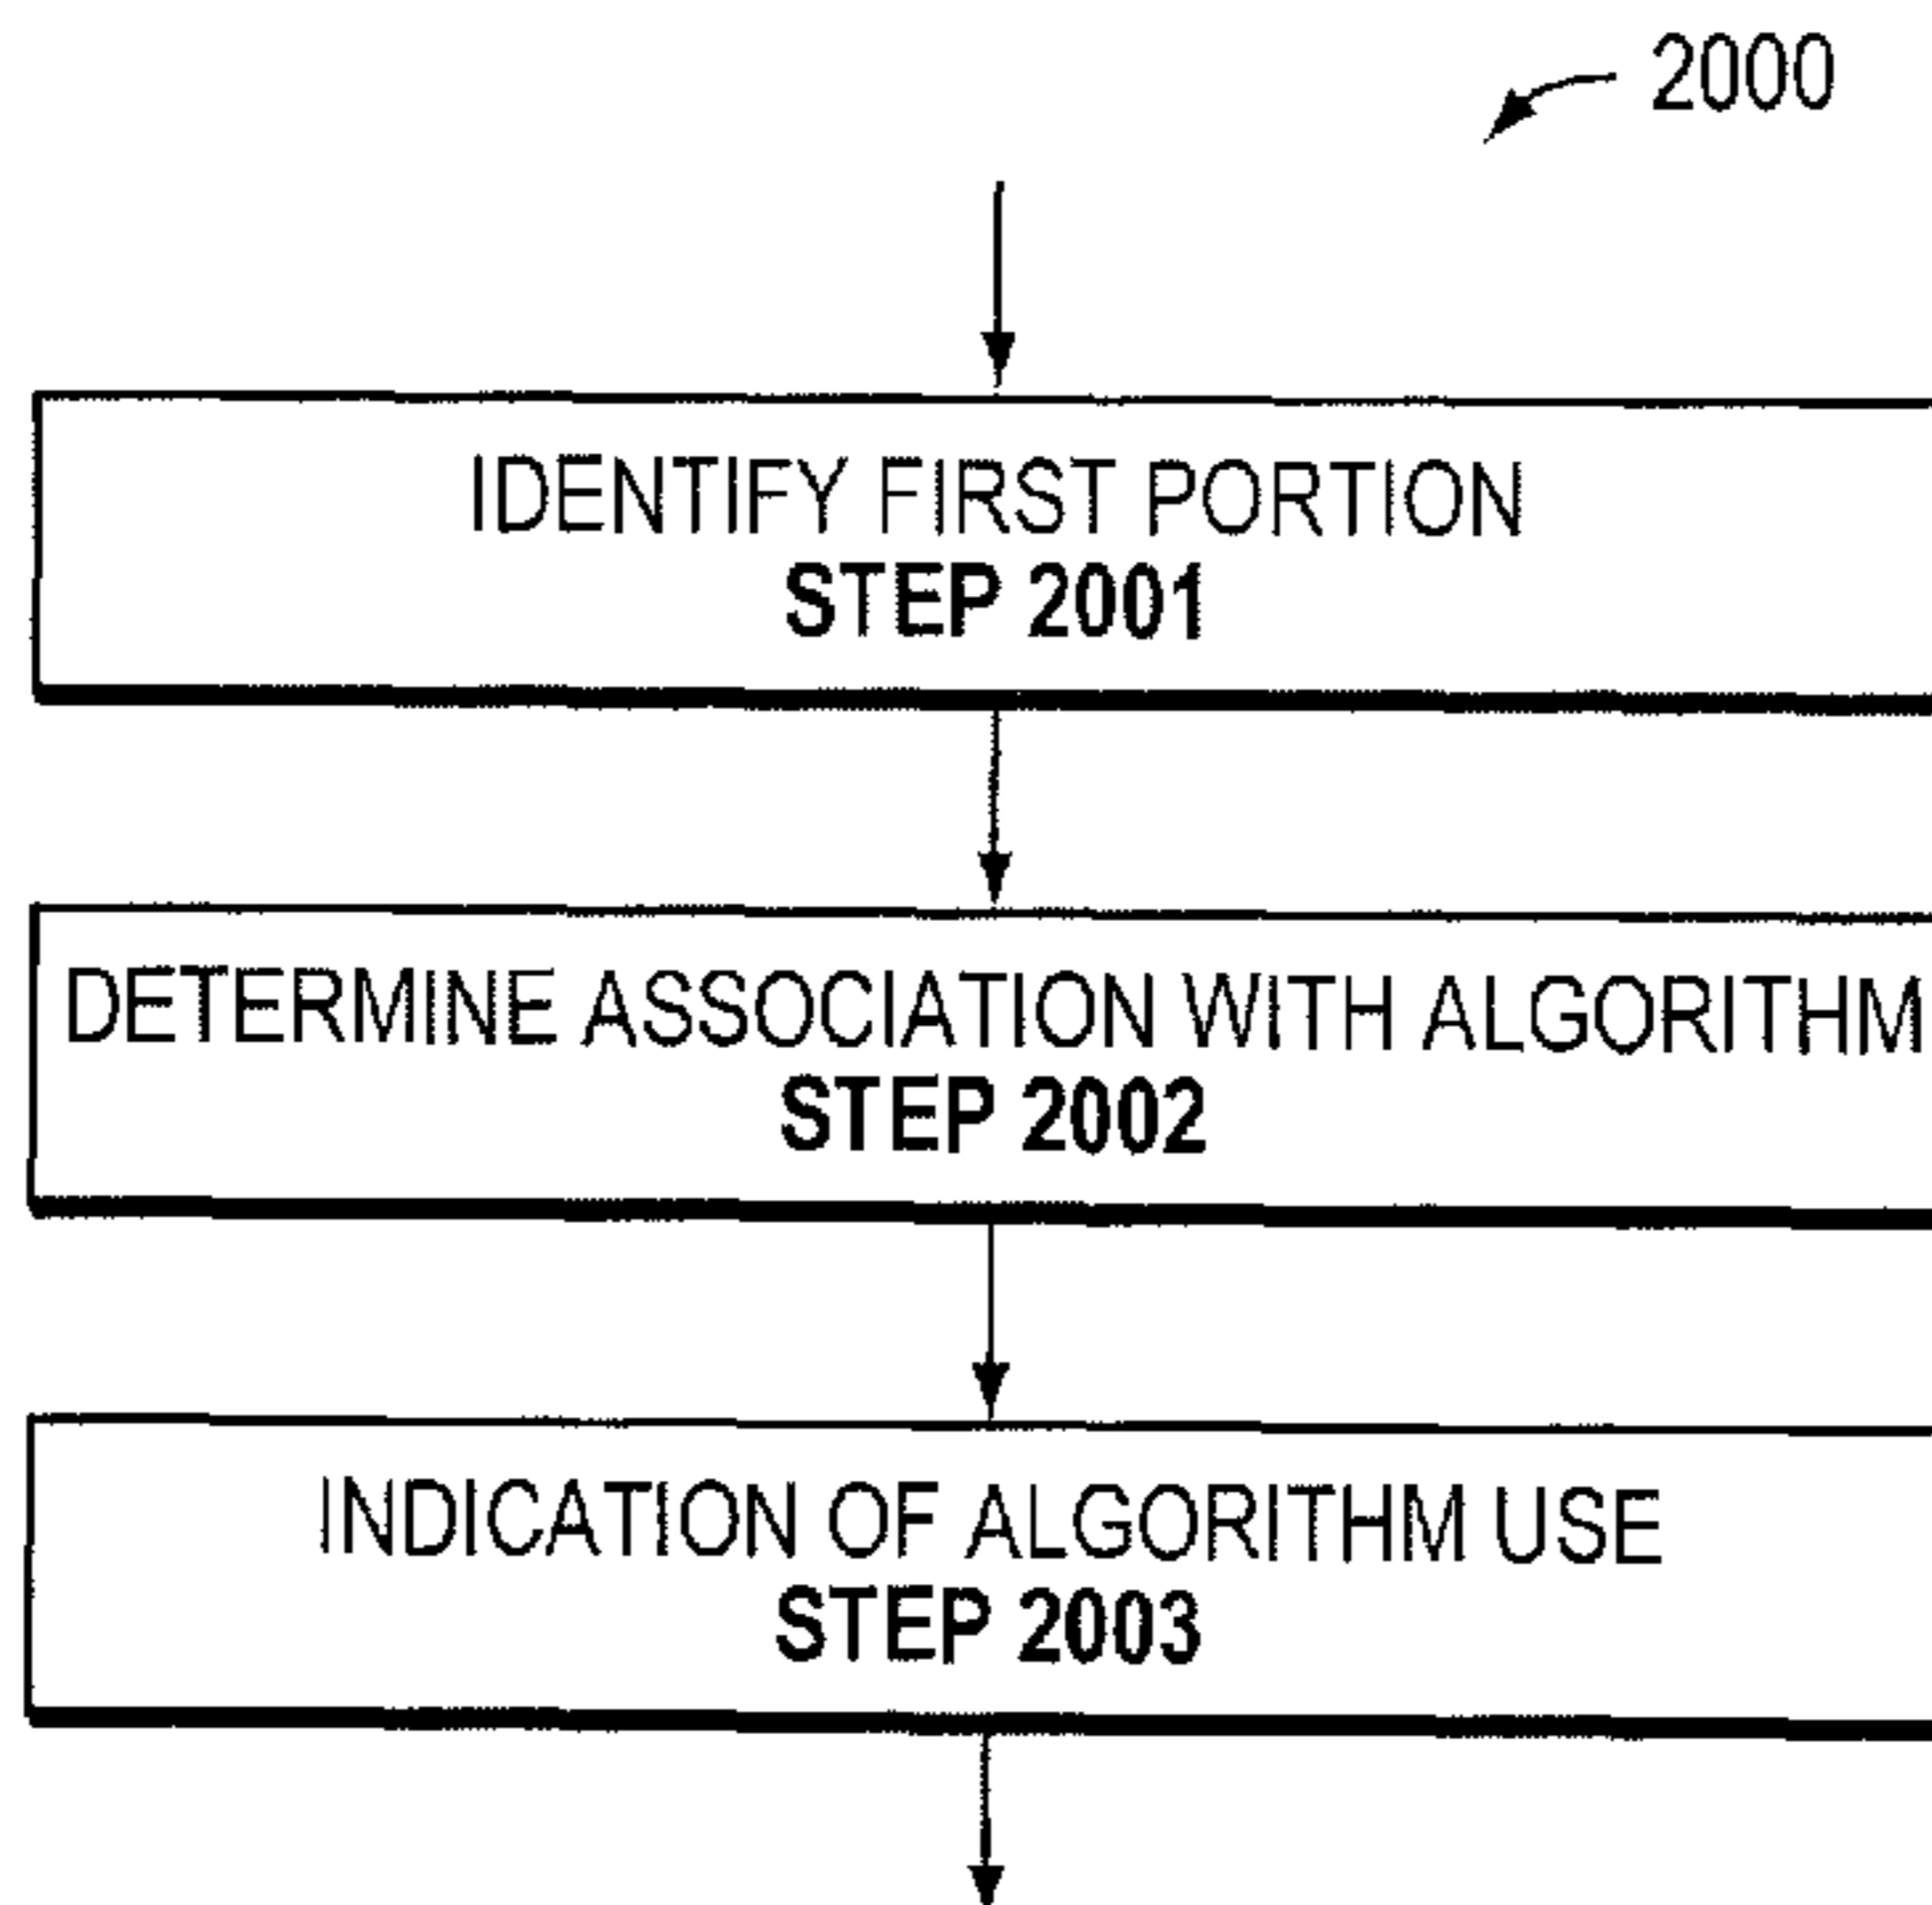 2000
IDENTIFY FIRST PORTION
STEP 2001
DETERMINE ASSOCIATION WITH ALGORITHM
STEP 2002
INDICATION OF ALGORITHM USE
STEP 2003